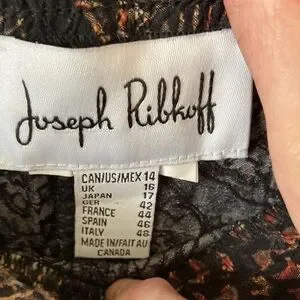 Joseph Ribkoff
CAN/US/MEX 14
UK 16
JAPAN 17
GER 42
FRANCE 44
SPAIN 46
ITALY 48
MADE IN/FAIT AU
CANADA